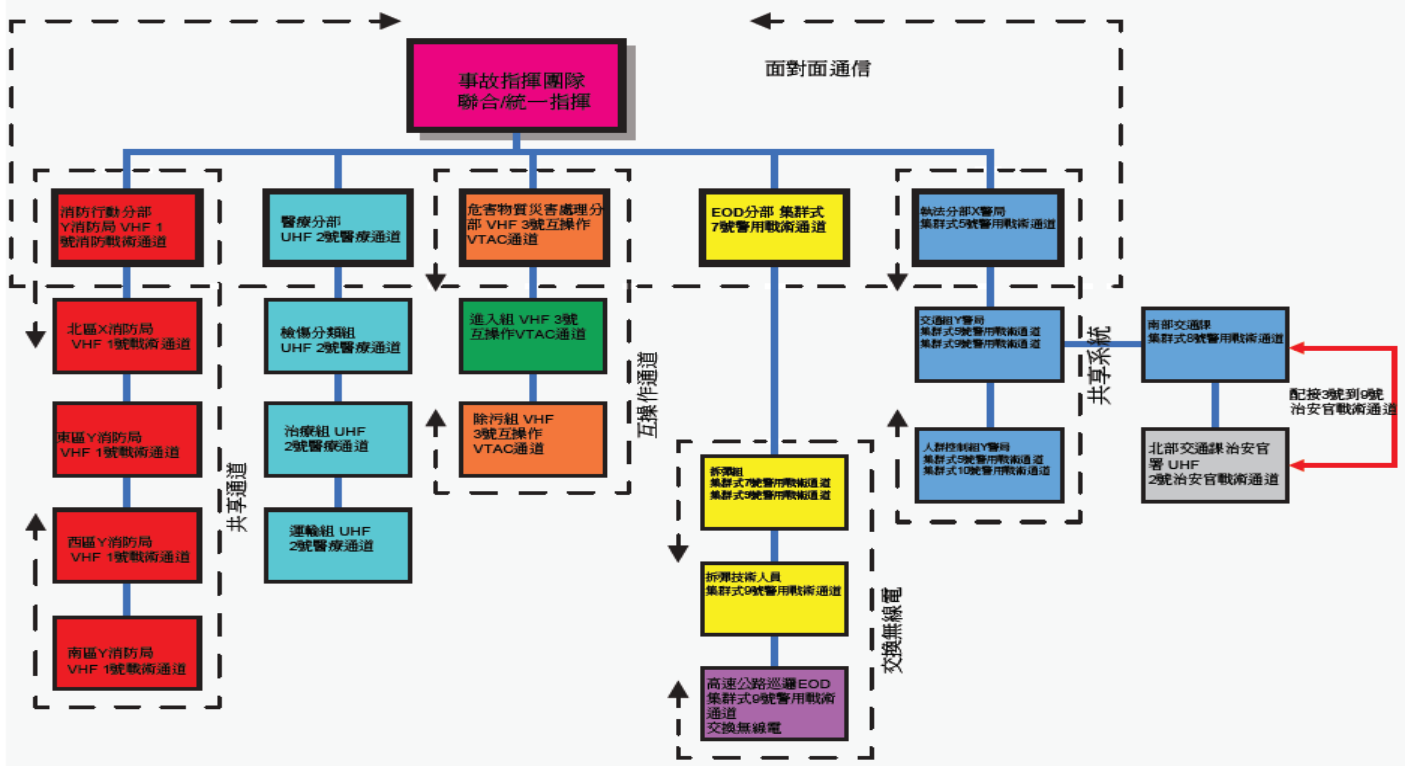 面對面通信
事故指揮團隊
聯合/統一指揮
消防行動分部
Y消防局 VHF 1
號消防戰術通道
醫療分部
UHF 2號醫療通道
危害物質災害處理分
部 VHF 3號互操作
VTAC通道
EOD分部 集群式
7號警用戰術通道
執法分部X警局
集群式5號警用戰術通道
北區X消防局
VHF 1號戰術通道
東區Y消防局
VHF 1號戰術通道
西區Y消防局
VHF 1號戰術通道
南區Y消防局
VHF 1號戰術通道
共享通道
檢傷分類組
UHF 2號醫療通道
治療組 UHF
2號醫療通道
運輸組 UHF
2號醫療通道
進入組 VHF 3號
互操作VTAC通道
除污組 VHF
3號互操作
VTAC通道
互操作通道
拆彈組
集群式7號警用戰術通道
集群式9號警用戰術通道
拆彈技術人員
集群式9號警用戰術通道
高速公路巡邏EOD
集群式9號警用戰術
通道
交換無線電
交換無線電
交通組Y警局
集群式5號警用戰術通道
集群式9號警用戰術通道
人群控制組Y警局
集群式5號警用戰術通道
集群式10號警用戰術通道
共享系統
南部交通課
集群式8號警用戰術通道
北部交通課治安官
署 UHF
2號治安官戰術通道
配接3號到9號
治安官戰術通道